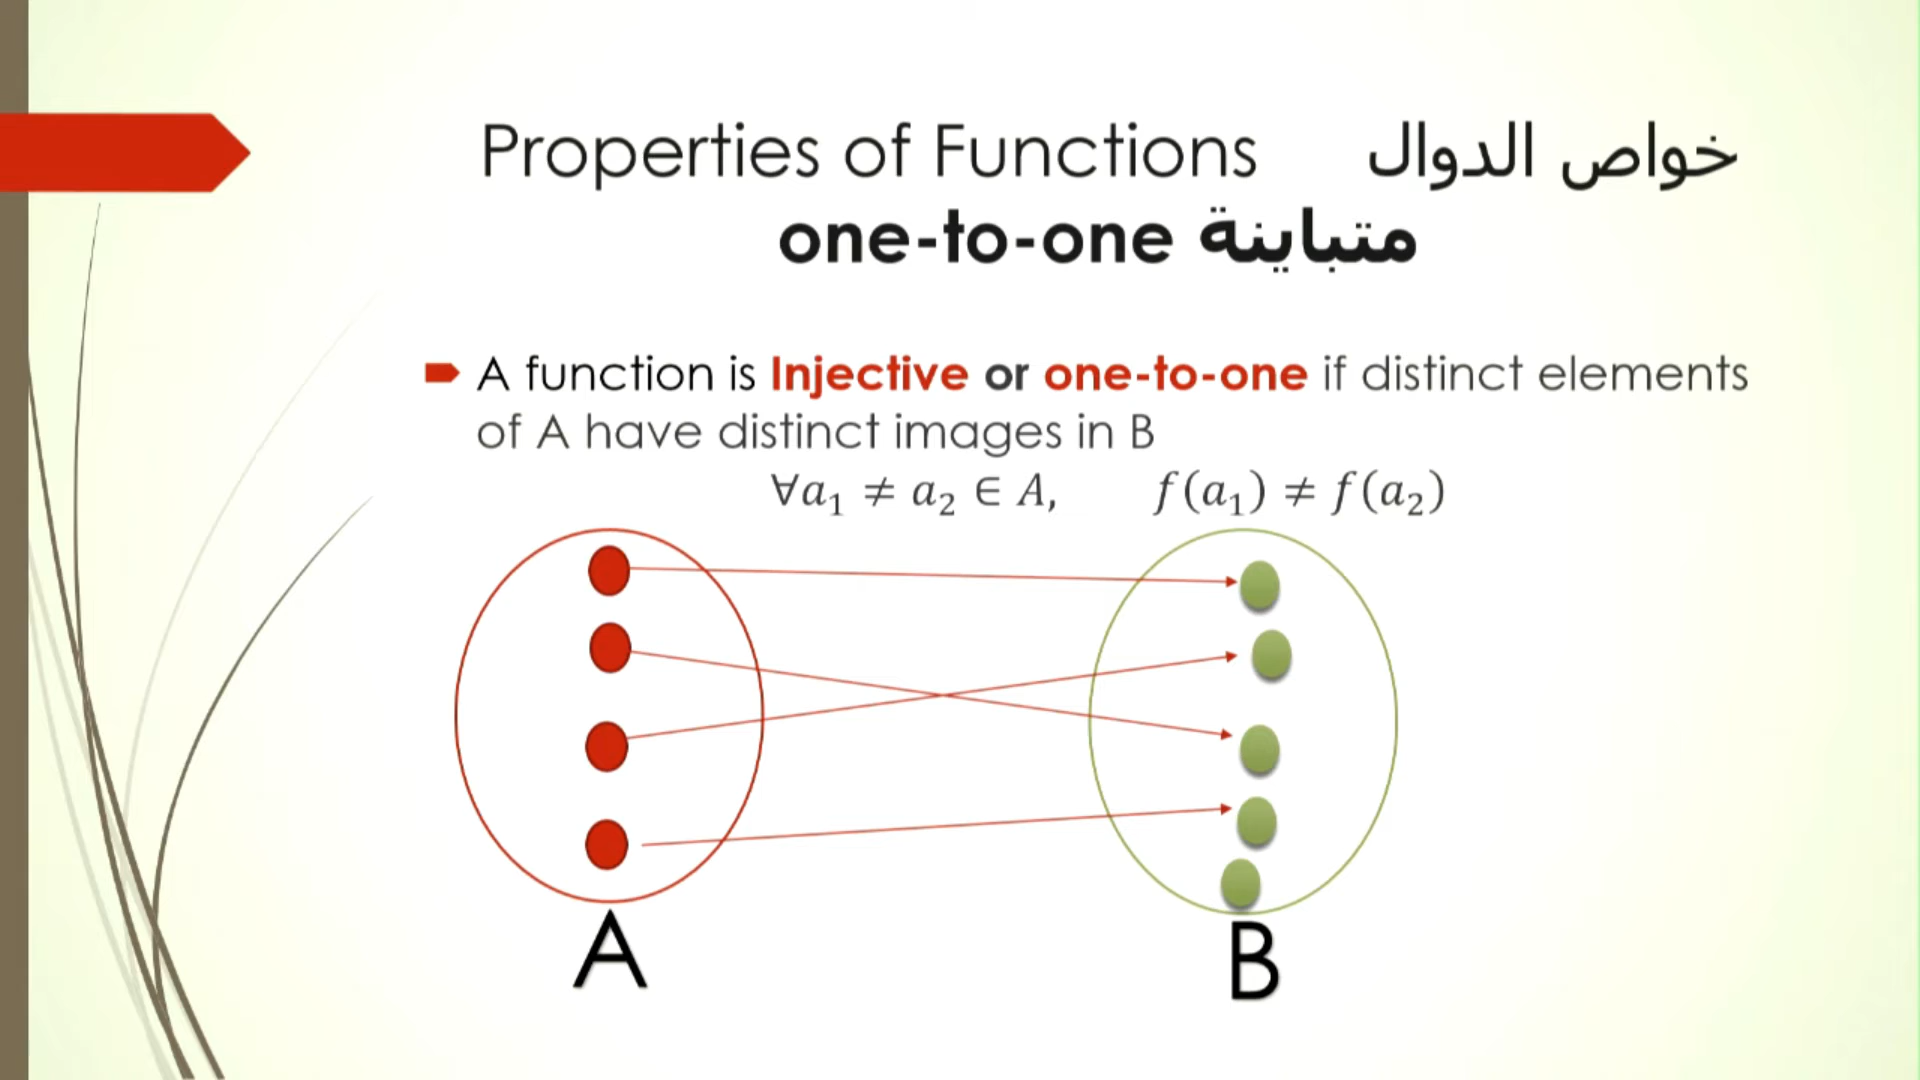 Properties of Functions خواص الدوال
one-to-one متباينة
A function is Injective or one-to-one if distinct elements
of A have distinct images in B
∀a₁ ≠ a₂ ∈ A, f(a₁) ≠ f(a₂)
A
B